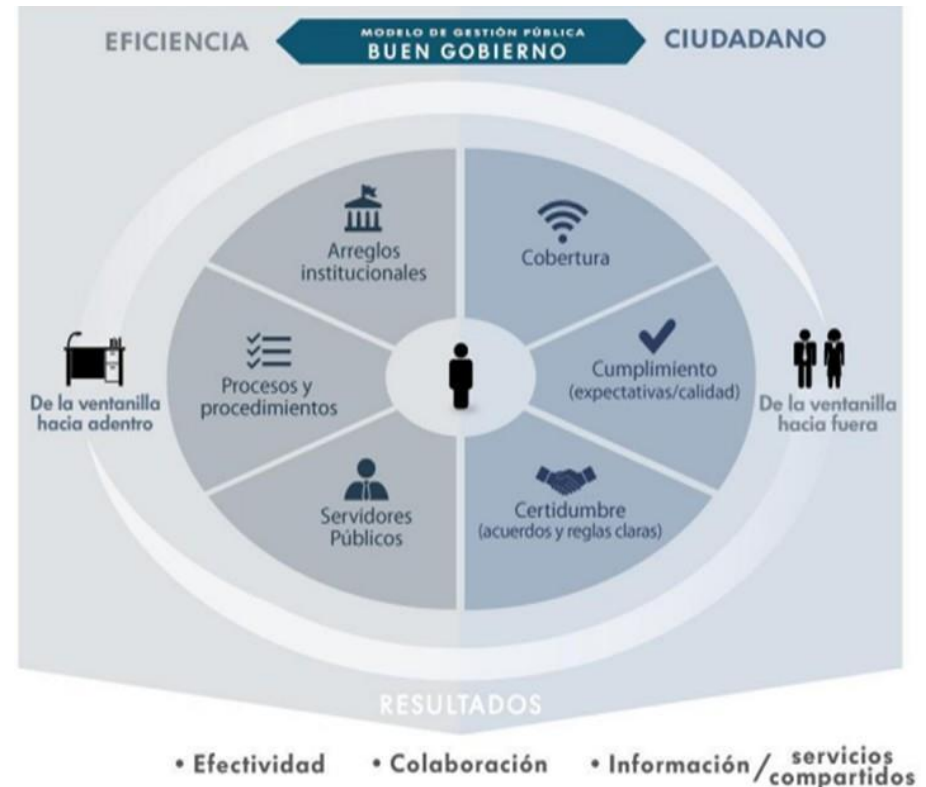 EFICIENCIA
MODELO DE GESTIÓN PÚBLICA
BUEN GOBIERNO
CIUDADANO
Arreglos
institucionales
Cobertura
Procesos y
procedimientos
Cumplimiento
(expectativas/calidad)
De la ventanilla
hacia adentro
De la ventanilla
hacia fuera
Servidores
Públicos
Certidumbre
(acuerdos y reglas claras)
RESULTADOS
• Efectividad
• Colaboración
• Información / servicios
compartidos